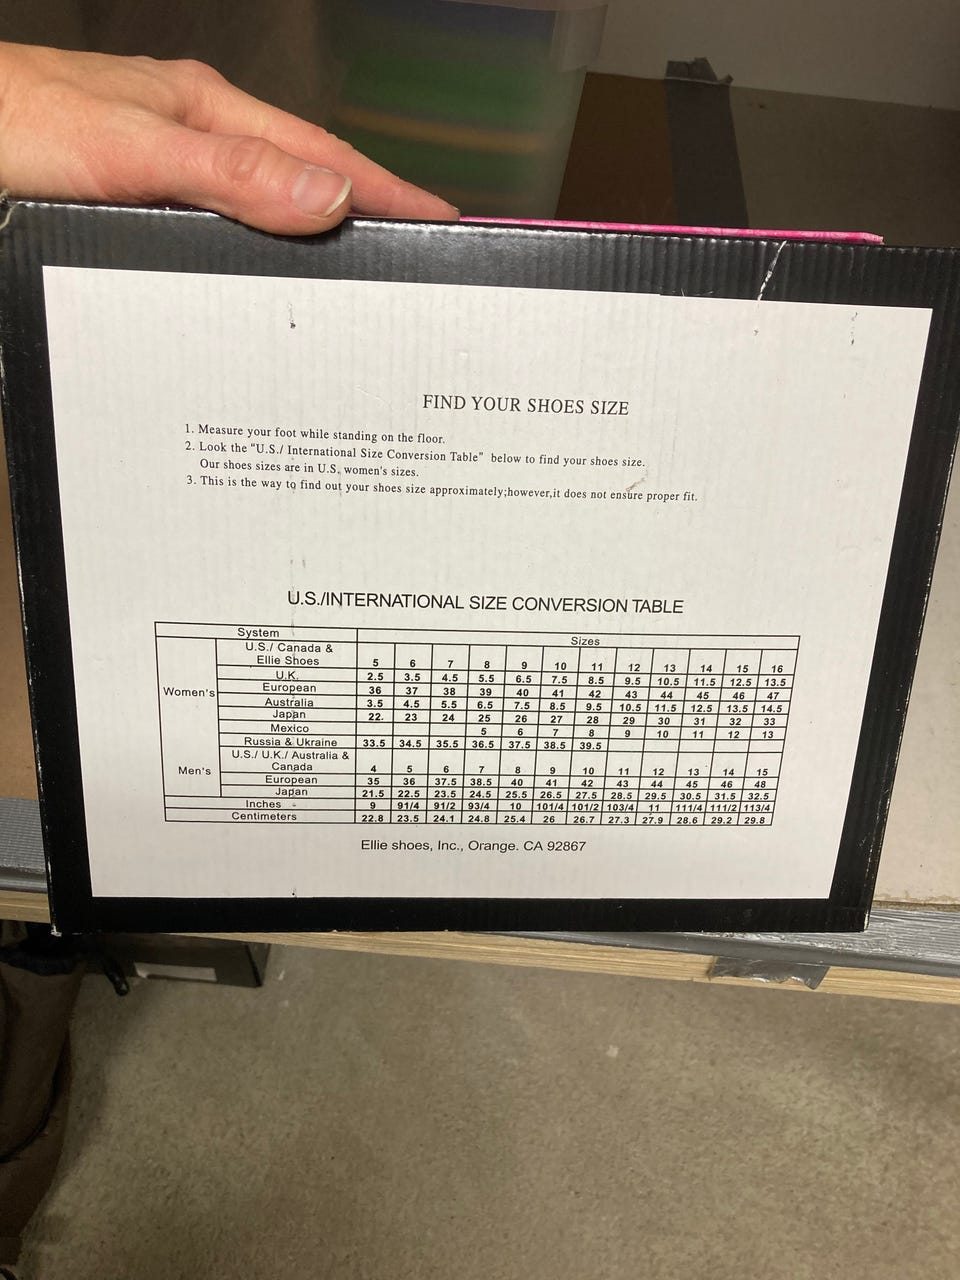 FIND YOUR SHOES SIZE
1. Measure your foot while standing on the floor.
2. Look the "U.S./ International Size Conversion Table" below to find your shoes size.
Our shoes sizes are in U.S. women's sizes.
3. This is the way to find out your shoes size approximately;however,it does not ensure proper fit.
U.S./INTERNATIONAL SIZE CONVERSION TABLE
System Sizes
Women's
U.S./ Canada &
Ellie Shoes 5 6 7 8 9 10 11 12 13 14 15 16
U.K. 2.5 3.5 4.5 5.5 6.5 7.5 8.5 9.5 10.5 11.5 12.5 13.5
European 36 37 38 39 40 41 42 43 44 45 46 47
Australia 3.5 4.5 5.5 6.5 7.5 8.5 9.5 10.5 11.5 12.5 13.5 14.5
Japan 22. 23 24 25 26 27 28 29 30 31 32 33
Mexico 5 6 7 8 9 10 11 12 13
Russia & Ukraine 33.5 34.5 35.5 36.5 37.5 38.5 39.5
Men's
U.S./ U.K./ Australia &
Canada 4 5 6 7 8 9 10 11 12 13 14 15
European 35 36 37.5 38.5 40 41 42 43 44 45 46 48
Japan 21.5 22.5 23.5 24.5 25.5 26.5 27.5 28.5 29.5 30.5 31.5 32.5
Inches 9 91/4 91/2 93/4 10 101/4 101/2 103/4 11 111/4 111/2 113/4
Centimeters 22.8 23.5 24.1 24.8 25.4 26 26.7 27.3 27.9 28.6 29.2 29.8
Ellie shoes, Inc., Orange. CA 92867